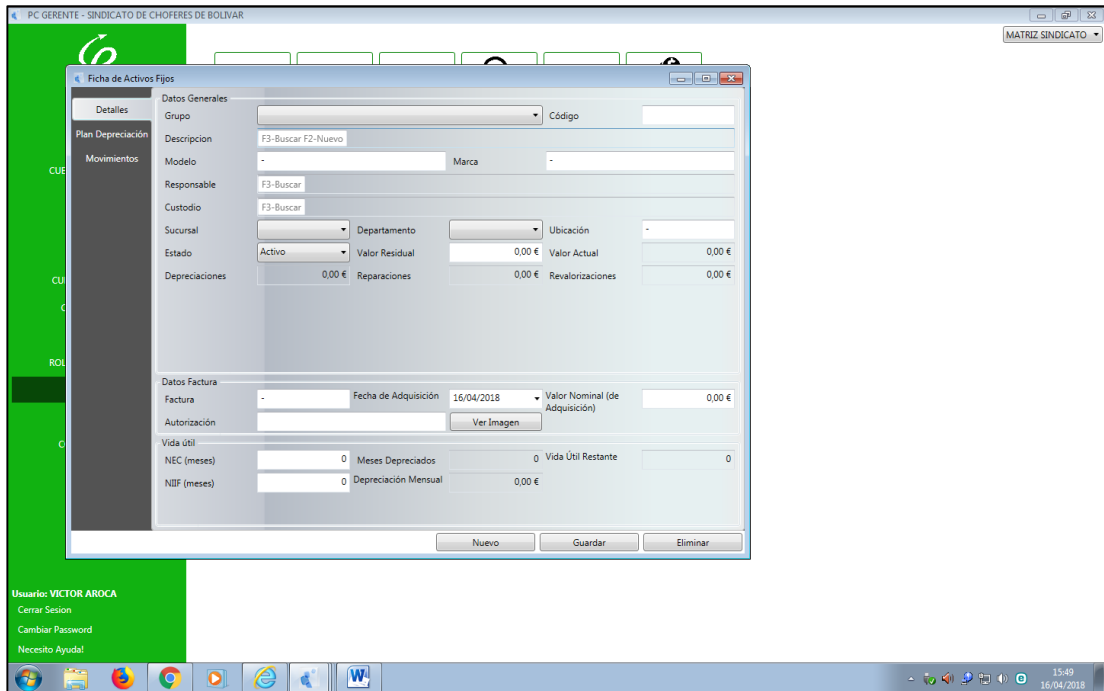 PC GERENTE - SINDICATO DE CHOFERES DE BOLIVAR
MATRIZ SINDICATO
Ficha de Activos Fijos
Detalles
Plan Depreciación
Movimientos
Datos Generales
Grupo Código
Descripcion F3-Buscar F2-Nuevo
Modelo - Marca -
Responsable F3-Buscar
Custodio F3-Buscar
Sucursal Departamento Ubicación -
Estado Activo Valor Residual 0,00 € Valor Actual 0,00 €
Depreciaciones 0,00 € Reparaciones 0,00 € Revalorizaciones 0,00 €
Datos Factura
Factura - Fecha de Adquisición 16/04/2018 Valor Nominal (de
Adquisición) 0,00 €
Autorización Ver Imagen
Vida útil
NEC (meses) 0 Meses Depreciados 0 Vida Útil Restante 0
NIIF (meses) 0 Depreciación Mensual 0,00 €
Nuevo Guardar Eliminar
Usuario: VICTOR AROCA
Cerrar Sesion
Cambiar Password
Necesito Ayuda!
15:49
16/04/2018